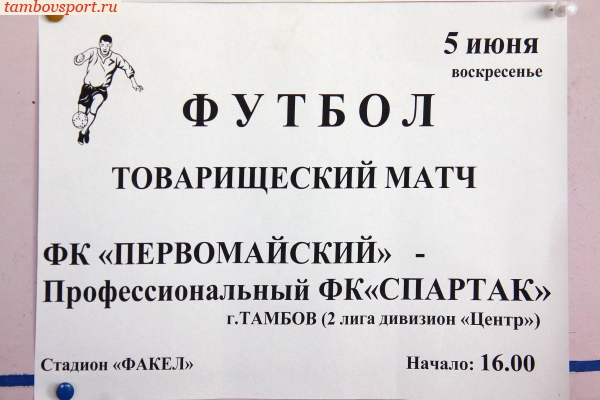 tambovsport.ru
5 июня
воскресенье
ФУТБОЛ
ТОВАРИЩЕСКИЙ МАТЧ
ФК «ПЕРВОМАЙСКИЙ» -
Профессиональный ФК«СПАРТАК»
г.ТАМБОВ (2 лига дивизион «Центр»)
Стадион «ФАКЕЛ» Начало: 16.00